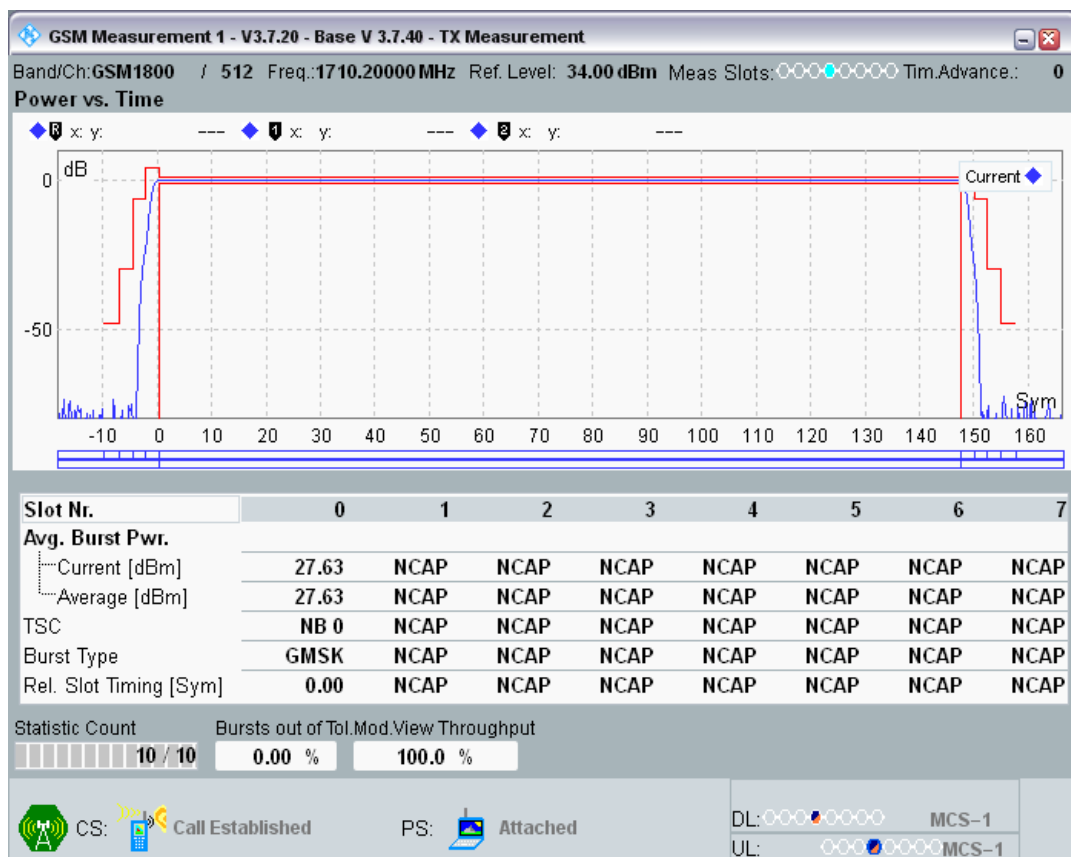 GSM Measurement 1 - V3.7.20 - Base V 3.7.40 - TX Measurement
Band/Ch:GSM1800 / 512 Freq.:1710.20000 MHz Ref. Level: 34.00 dBm Meas Slots: Tim.Advance.: 0
Power vs. Time
R x: y: --- 1 x: y: --- 2 x: y: ---
dB
Current
0
-50
Sym
-10 0 10 20 30 40 50 60 70 80 90 100 110 120 130 140 150 160
Slot Nr. 0 1 2 3 4 5 6 7
Avg. Burst Pwr.
Current [dBm] 27.63 NCAP NCAP NCAP NCAP NCAP NCAP NCAP
Average [dBm] 27.63 NCAP NCAP NCAP NCAP NCAP NCAP NCAP
TSC NB 0 NCAP NCAP NCAP NCAP NCAP NCAP NCAP
Burst Type GMSK NCAP NCAP NCAP NCAP NCAP NCAP NCAP
Rel. Slot Timing [Sym] 0.00 NCAP NCAP NCAP NCAP NCAP NCAP NCAP
Statistic Count Bursts out of Tol. Mod.View Throughput
10 / 10 0.00 % 100.0 %
CS: Call Established PS: Attached DL: MCS-1
UL: MCS-1